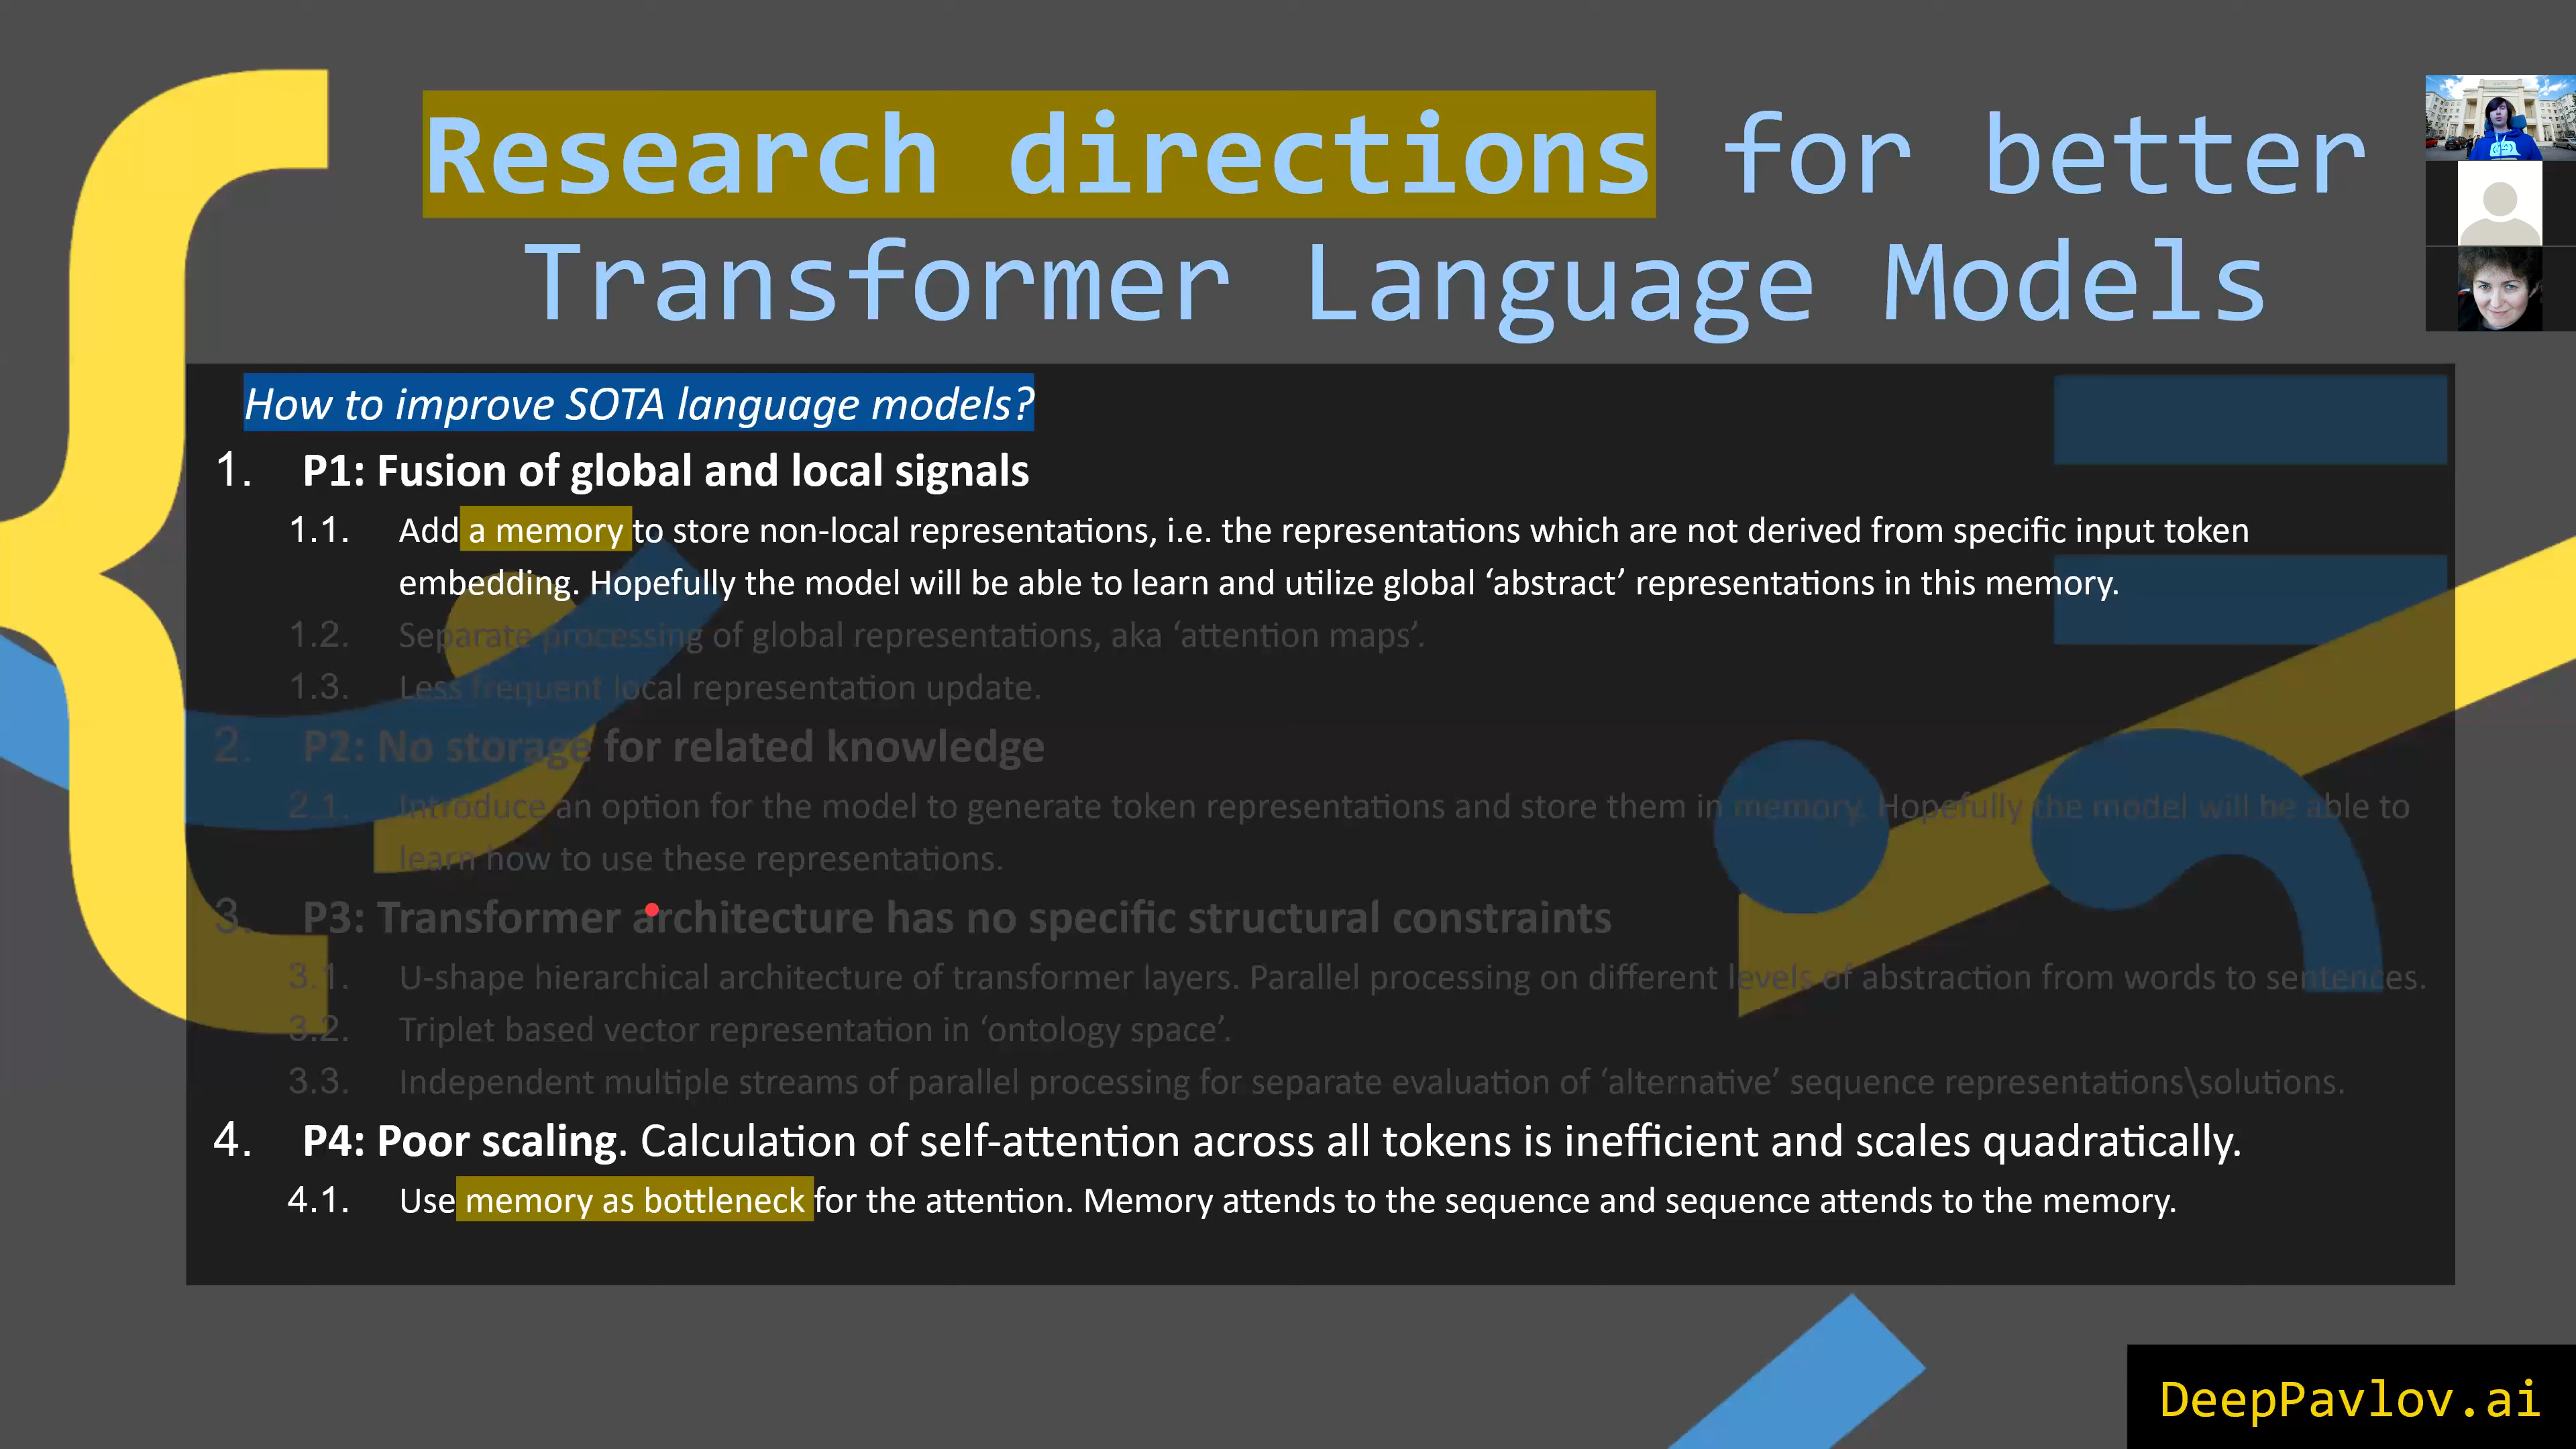 Research directions for better
Transformer Language Models
How to improve SOTA language models?
1. P1: Fusion of global and local signals
1.1. Add a memory to store non-local representations, i.e. the representations which are not derived from specific input token
embedding. Hopefully the model will be able to learn and utilize global ‘abstract’ representations in this memory.
1.2. Separate processing of global representations, aka ‘attention maps’.
1.3. Less frequent local representation update.
2. P2: No storage for related knowledge
2.1. Introduce an option for the model to generate token representations and store them in memory. Hopefully the model will be able to
learn how to use these representations.
3. P3: Transformer architecture has no specific structural constraints
3.1. U-shape hierarchical architecture of transformer layers. Parallel processing on different levels of abstraction from words to sentences.
3.2. Triplet based vector representation in ‘ontology space’.
3.3. Independent multiple streams of parallel processing for separate evaluation of ‘alternative’ sequence representations\solutions.
4. P4: Poor scaling. Calculation of self-attention across all tokens is inefficient and scales quadratically.
4.1. Use memory as bottleneck for the attention. Memory attends to the sequence and sequence attends to the memory.
DeepPavlov.ai